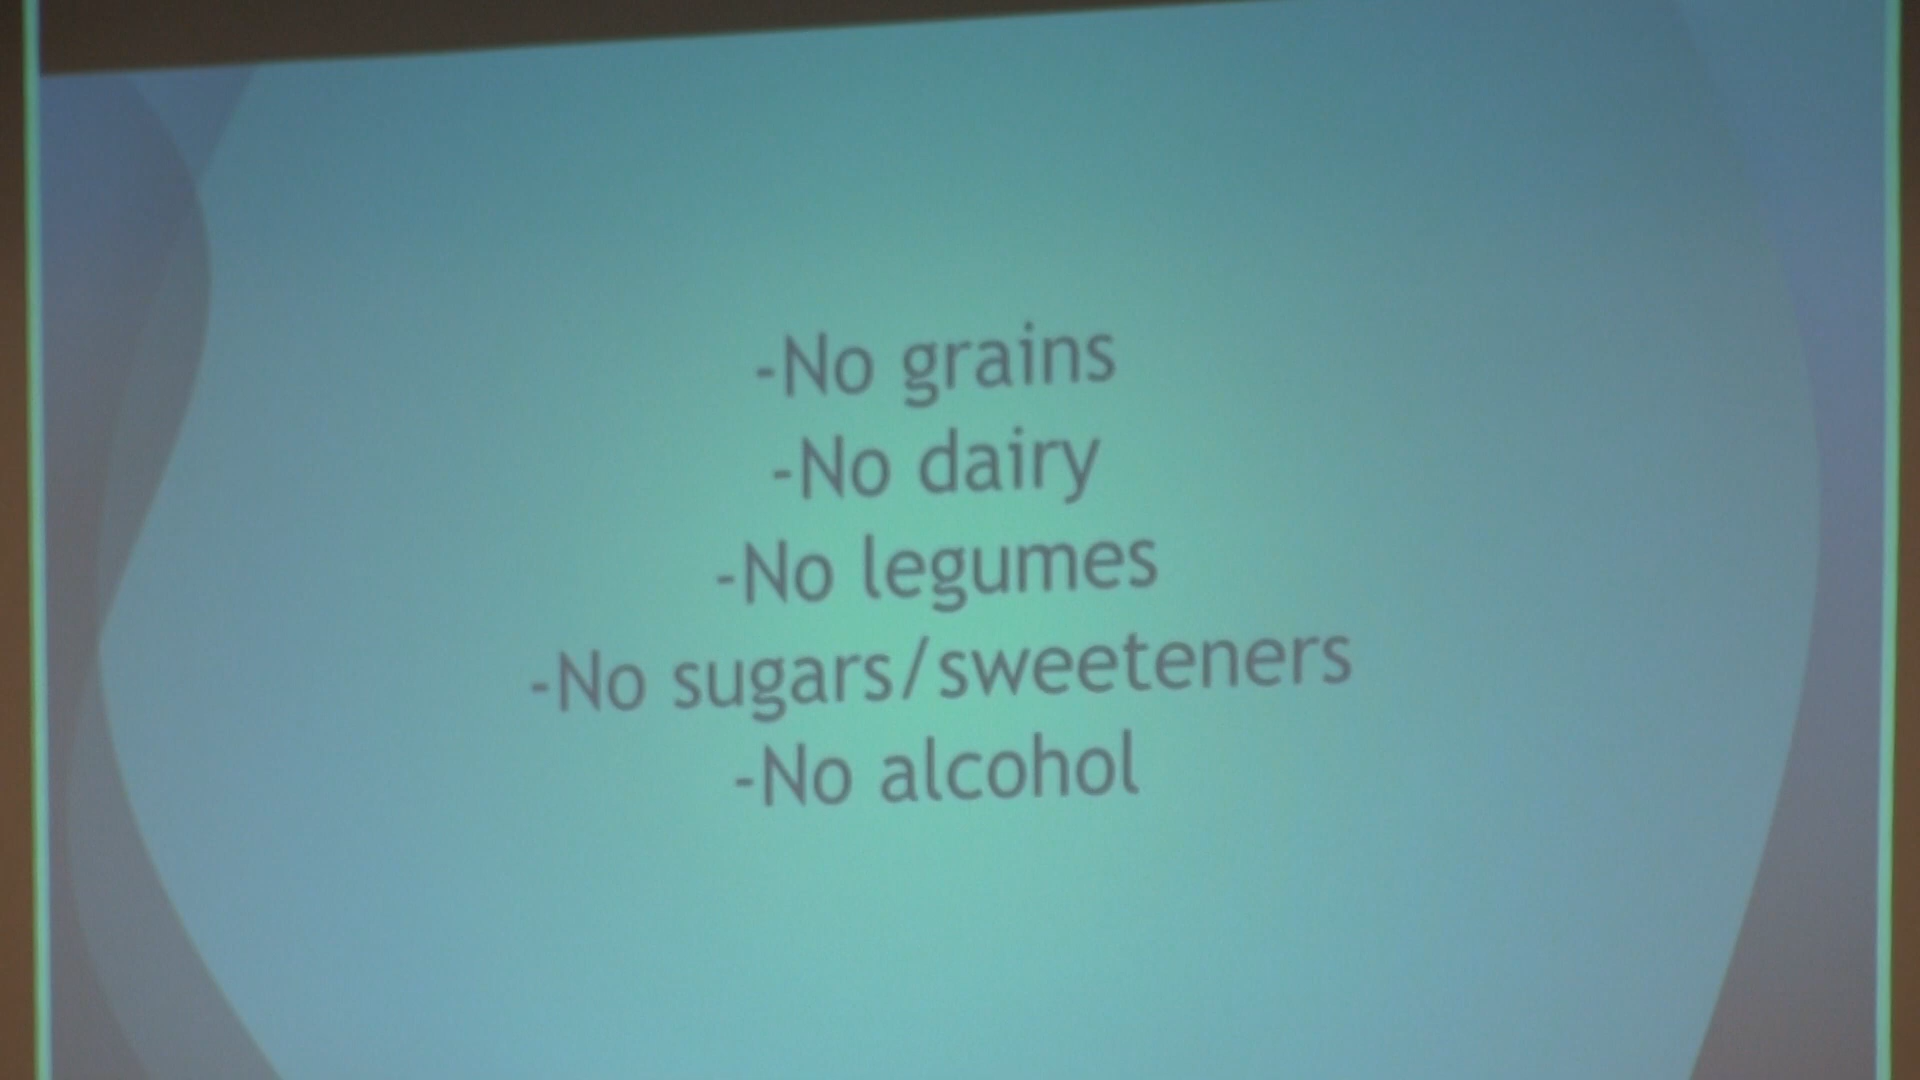 -No grains
-No dairy
-No legumes
-No sugars/sweeteners
-No alcohol